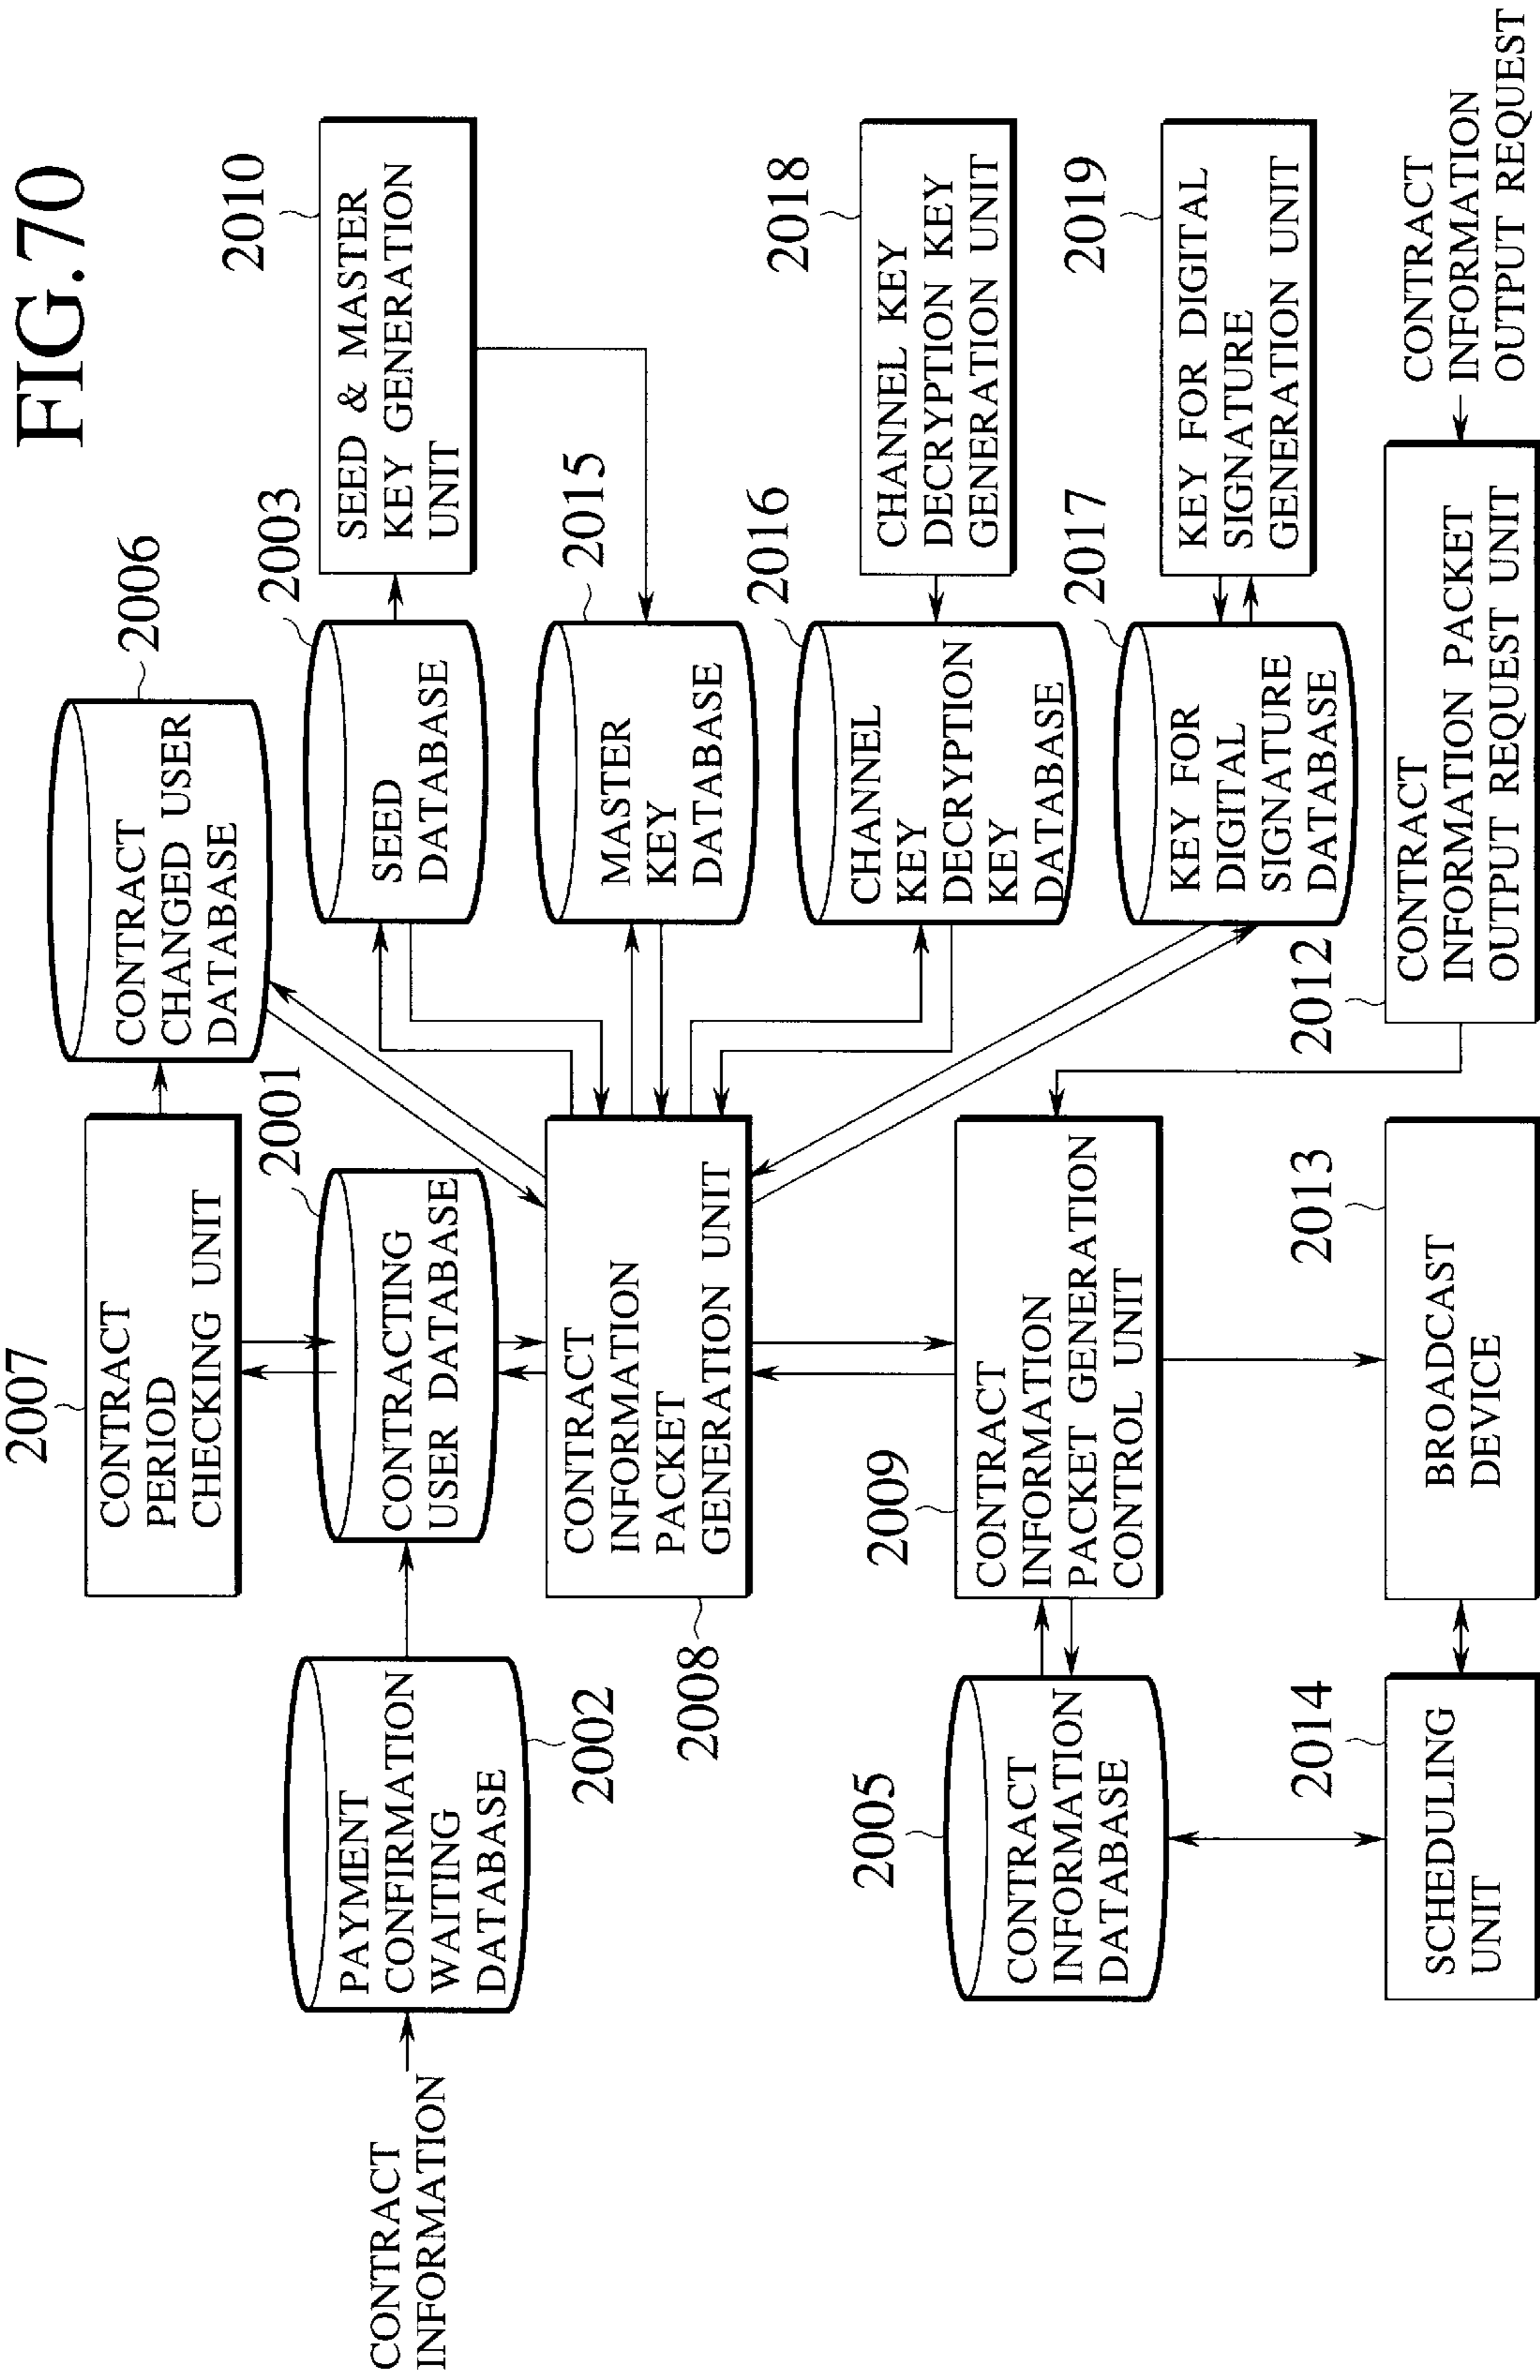 FIG.70
2007
CONTRACT
PERIOD
CHECKING UNIT
2006
CONTRACT
CHANGED USER
DATABASE
CONTRACT
INFORMATION
PAYMENT
CONFIRMATION
WAITING
DATABASE
2002
2001
CONTRACTING
USER DATABASE
2003
SEED
DATABASE
2010
SEED & MASTER
KEY GENERATION
UNIT
2008
CONTRACT
INFORMATION
PACKET
GENERATION UNIT
2015
MASTER
KEY
DATABASE
2016
CHANNEL
KEY
DECRYPTION
KEY
DATABASE
2018
CHANNEL KEY
DECRYPTION KEY
GENERATION UNIT
2005
CONTRACT
INFORMATION
DATABASE
2009
CONTRACT
INFORMATION
PACKET GENERATION
CONTROL UNIT
2017
KEY FOR
DIGITAL
SIGNATURE
DATABASE
2019
KEY FOR DIGITAL
SIGNATURE
GENERATION UNIT
2014
SCHEDULING
UNIT
2013
BROADCAST
DEVICE
2012
CONTRACT
INFORMATION PACKET
OUTPUT REQUEST UNIT
CONTRACT
INFORMATION
OUTPUT REQUEST